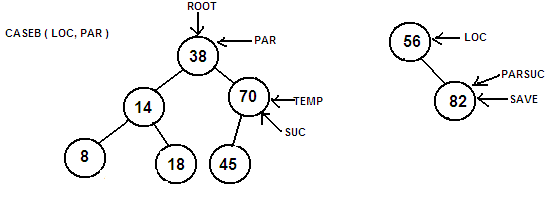 ROOT
CASEB ( LOC, PAR )
PAR
38
56
LOC
14
70
TEMP
SUC
PARSUC
82
SAVE
8
18
45